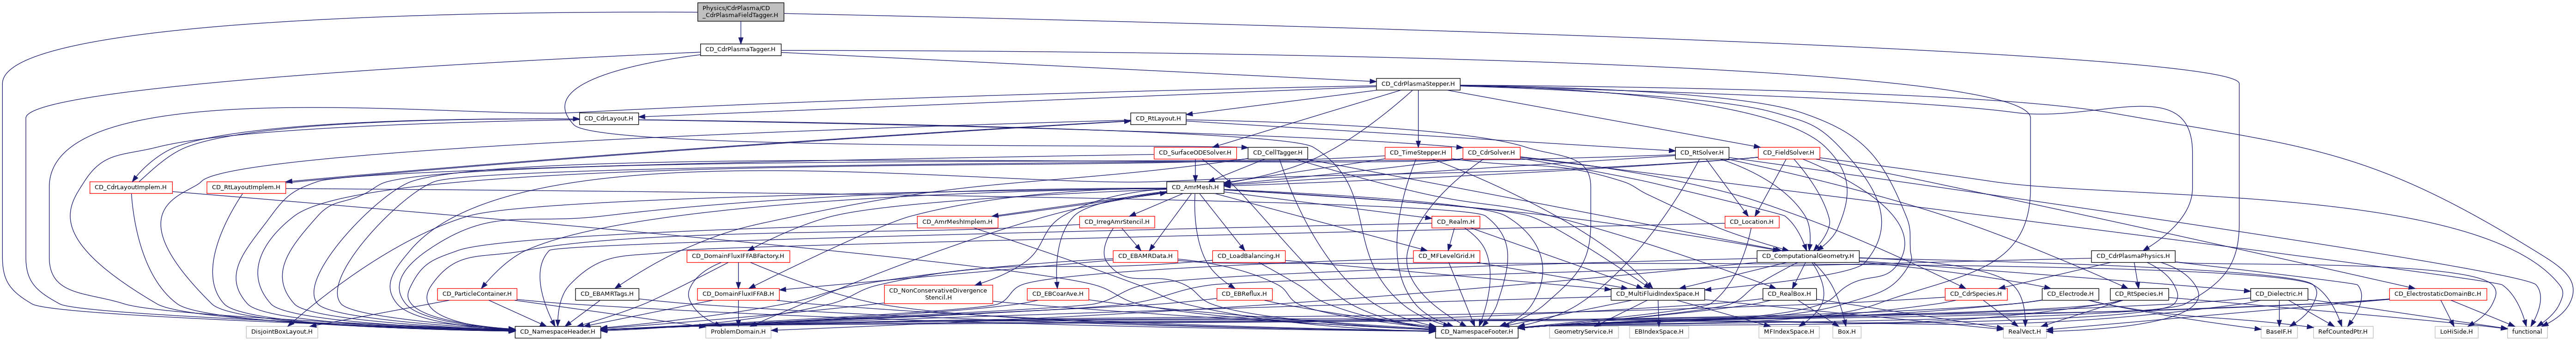 Physics/CdrPlasma/CD
_CdrPlasmaFieldTagger.H
CD_CdrPlasmaTagger.H
CD_CdrPlasmaStepper.H
CD_CdrLayout.H
CD_RtLayout.H
CD_SurfaceODESolver.H
CD_CellTagger.H
CD_TimeStepper.H
CD_CdrSolver.H
CD_RtSolver.H
CD_FieldSolver.H
CD_CdrLayoutImplem.H
CD_RtLayoutImplem.H
CD_AmrMesh.H
CD_AmrMeshImplem.H
CD_IrregAmrStencil.H
CD_Realm.H
CD_Location.H
CD_DomainFluxIFFABFactory.H
CD_EBAMRData.H
CD_LoadBalancing.H
CD_MFLevelGrid.H
CD_ComputationalGeometry.H
CD_CdrPlasmaPhysics.H
CD_ParticleContainer.H
CD_EBAMRTags.H
CD_DomainFluxIFFAB.H
CD_NonConservativeDivergence
Stencil.H
CD_EBCoarAve.H
CD_EBReflux.H
CD_MultiFluidIndexSpace.H
CD_RealBox.H
CD_CdrSpecies.H
CD_Electrode.H
CD_RtSpecies.H
CD_Dielectric.H
CD_ElectrostaticDomainBc.H
DisjointBoxLayout.H
CD_NamespaceHeader.H
ProblemDomain.H
CD_NamespaceFooter.H
GeometryService.H
EBIndexSpace.H
MFIndexSpace.H
Box.H
RealVect.H
BaseIF.H
RefCountedPtr.H
LoHiSide.H
functional